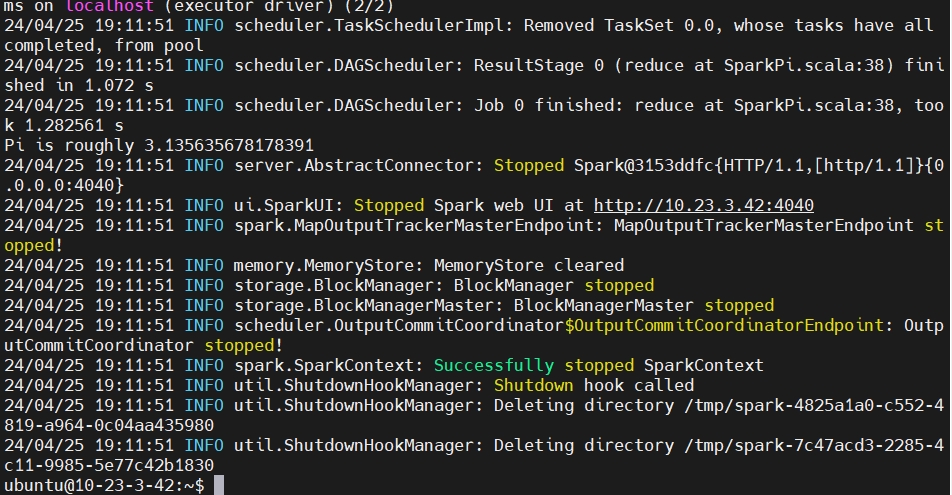 ms on localhost (executor driver) (2/2)
24/04/25 19:11:51 INFO scheduler.TaskSchedulerImpl: Removed TaskSet 0.0, whose tasks have all
completed, from pool
24/04/25 19:11:51 INFO scheduler.DAGScheduler: ResultStage 0 (reduce at SparkPi.scala:38) fini
shed in 1.072 s
24/04/25 19:11:51 INFO scheduler.DAGScheduler: Job 0 finished: reduce at SparkPi.scala:38, too
k 1.282561 s
Pi is roughly 3.135635678178391
24/04/25 19:11:51 INFO server.AbstractConnector: Stopped Spark@3153ddfc{HTTP/1.1,[http/1.1]}{0
.0.0.0:4040}
24/04/25 19:11:51 INFO ui.SparkUI: Stopped Spark web UI at http://10.23.3.42:4040
24/04/25 19:11:51 INFO spark.MapOutputTrackerMasterEndpoint: MapOutputTrackerMasterEndpoint st
opped!
24/04/25 19:11:51 INFO memory.MemoryStore: MemoryStore cleared
24/04/25 19:11:51 INFO storage.BlockManager: BlockManager stopped
24/04/25 19:11:51 INFO storage.BlockManagerMaster: BlockManagerMaster stopped
24/04/25 19:11:51 INFO scheduler.OutputCommitCoordinator$OutputCommitCoordinatorEndpoint: Outp
utCommitCoordinator stopped!
24/04/25 19:11:51 INFO spark.SparkContext: Successfully stopped SparkContext
24/04/25 19:11:51 INFO util.ShutdownHookManager: Shutdown hook called
24/04/25 19:11:51 INFO util.ShutdownHookManager: Deleting directory /tmp/spark-4825a1a0-c552-4
819-a964-0c04aa435980
24/04/25 19:11:51 INFO util.ShutdownHookManager: Deleting directory /tmp/spark-7c47acd3-2285-4
c11-9985-5e77c42b1830
ubuntu@10-23-3-42:~$